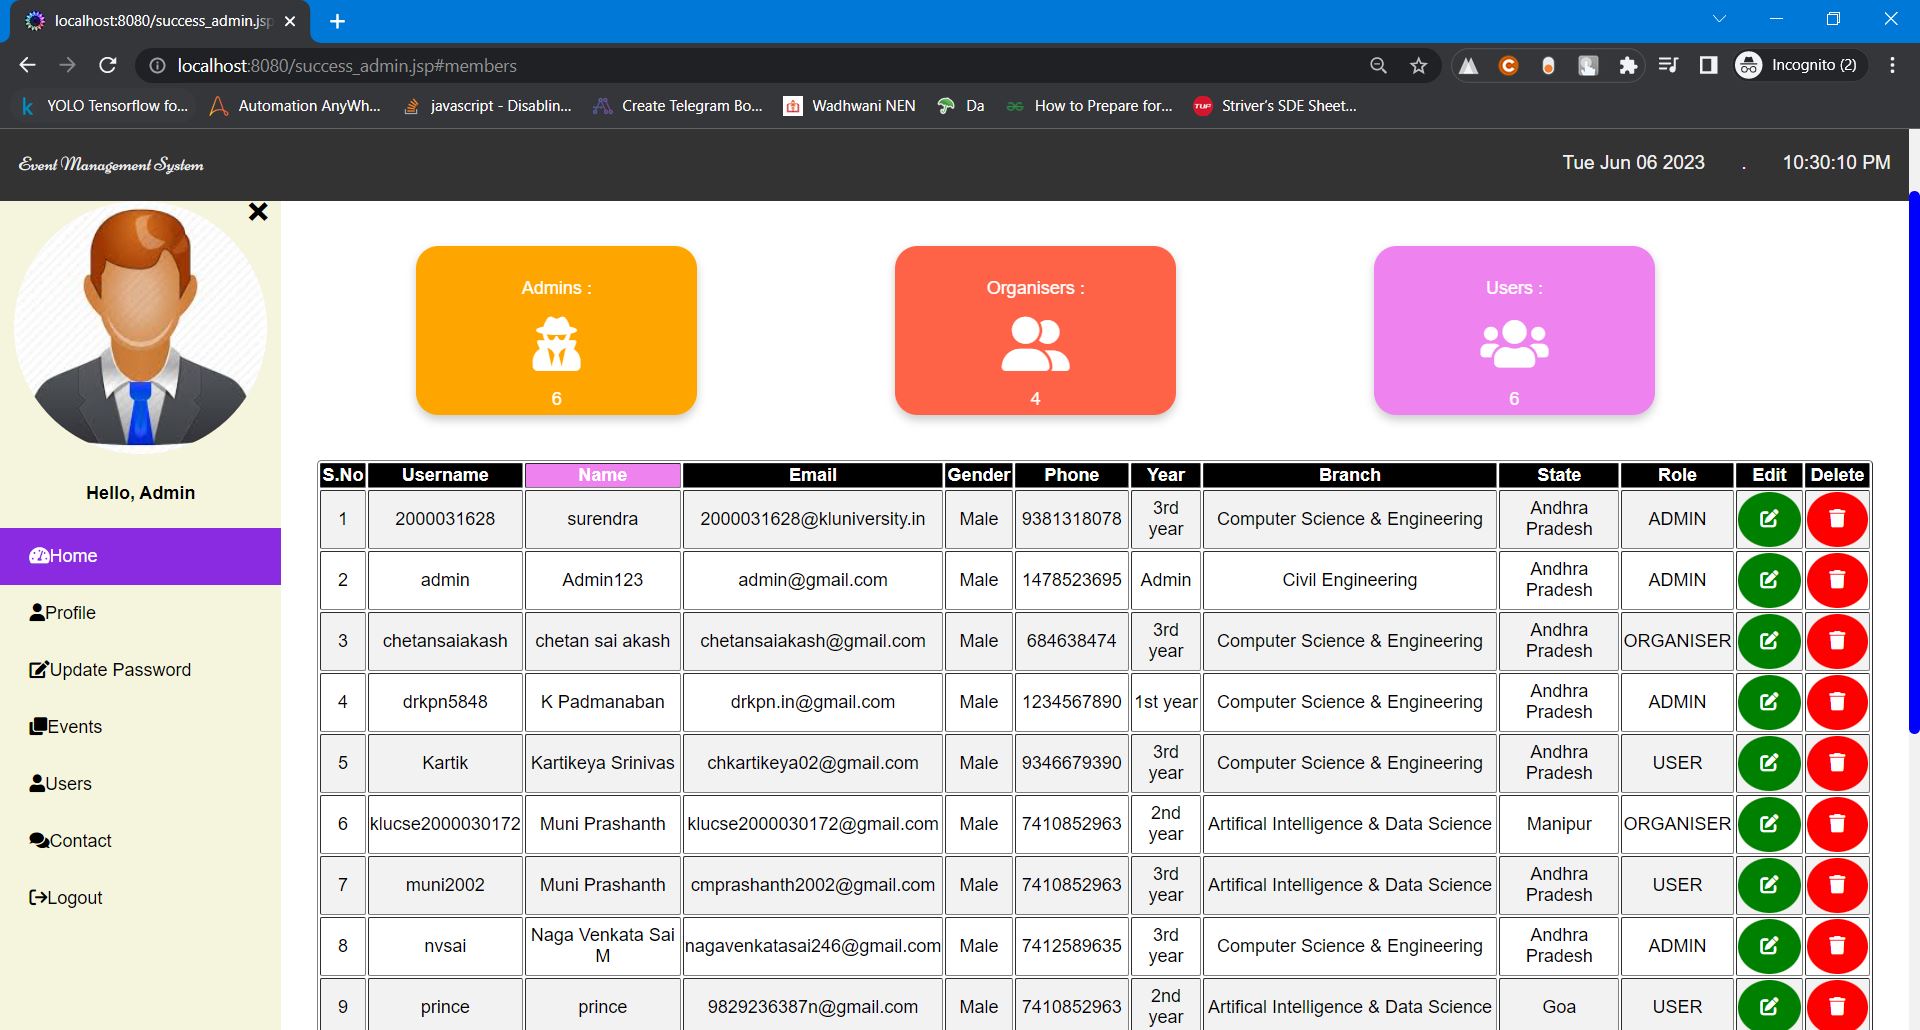 localhost:8080/success_admin.jsp
localhost:8080/success_admin.jsp#members
Incognito (2)
YOLO Tensorflow fo...
Automation AnyWh...
javascript - Disablin...
Create Telegram Bo...
Wadhwani NEN
Da
How to Prepare for...
TUF
Striver's SDE Sheet...
Event Management System
Tue Jun 06 2023 . 10:30:10 PM
Hello, Admin
Home
Profile
Update Password
Events
Users
Contact
Logout
Admins :
6
Organisers :
4
Users :
6
S.No Username Name Email Gender Phone Year Branch State Role Edit Delete
1 2000031628 surendra 2000031628@kluniversity.in Male 9381318078 3rd year Computer Science & Engineering Andhra Pradesh ADMIN
2 admin Admin123 admin@gmail.com Male 1478523695 Admin Civil Engineering Andhra Pradesh ADMIN
3 chetansaiakash chetan sai akash chetansaiakash@gmail.com Male 684638474 3rd year Computer Science & Engineering Andhra Pradesh ORGANISER
4 drkpn5848 K Padmanaban drkpn.in@gmail.com Male 1234567890 1st year Computer Science & Engineering Andhra Pradesh ADMIN
5 Kartik Kartikeya Srinivas chkartikeya02@gmail.com Male 9346679390 3rd year Computer Science & Engineering Andhra Pradesh USER
6 klucse2000030172 Muni Prashanth klucse2000030172@gmail.com Male 7410852963 2nd year Artifical Intelligence & Data Science Manipur ORGANISER
7 muni2002 Muni Prashanth cmprashanth2002@gmail.com Male 7410852963 3rd year Artifical Intelligence & Data Science Andhra Pradesh USER
8 nvsai Naga Venkata Sai M nagavenkatasai246@gmail.com Male 7412589635 3rd year Computer Science & Engineering Andhra Pradesh ADMIN
9 prince prince 9829236387n@gmail.com Male 7410852963 2nd year Artifical Intelligence & Data Science Goa USER